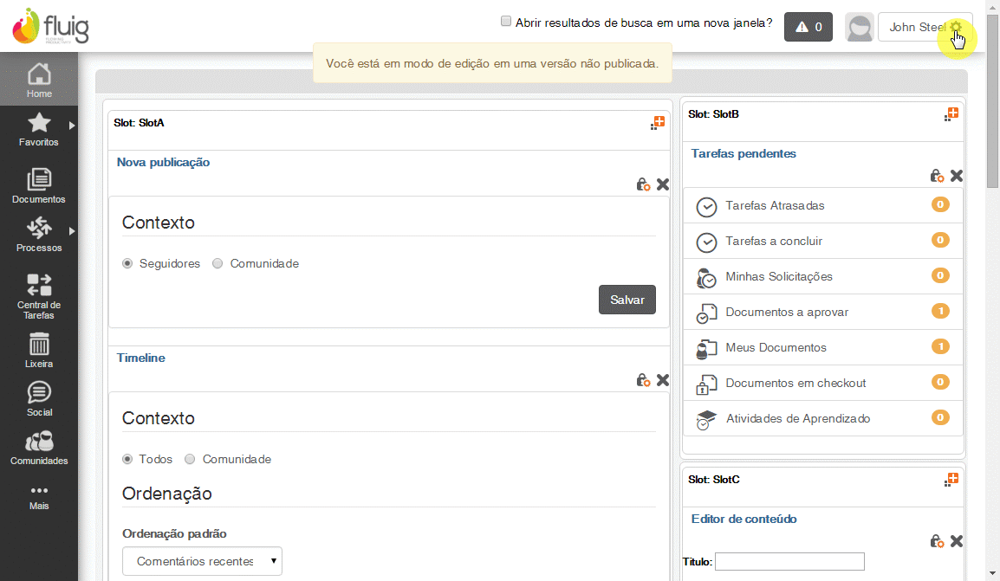 fluig
Abrir resultados de busca em uma nova janela?
0
John Steel
Você está em modo de edição em uma versão não publicada.
Home
Favoritos
Documentos
Processos
Central de
Tarefas
Lixeira
Social
Comunidades
Mais
Slot: SlotA
Nova publicação
Contexto
Seguidores
Comunidade
Salvar
Timeline
Contexto
Todos
Comunidade
Ordenação
Ordenação padrão
Comentários recentes
Slot: SlotB
Tarefas pendentes
Tarefas Atrasadas 0
Tarefas a concluir 0
Minhas Solicitações 0
Documentos a aprovar 1
Meus Documentos 1
Documentos em checkout 0
Atividades de Aprendizado 0
Slot: SlotC
Editor de conteúdo
Titulo: